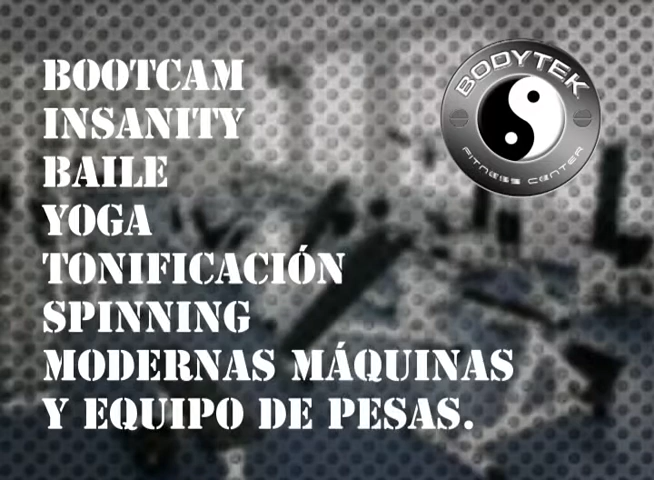 BOOTCAM
INSANITY
BAILE
YOGA
TONIFICACIÓN
SPINNING
MODERNAS MÁQUINAS
Y EQUIPO DE PESAS.
BODYTEK
FITNESS CENTER